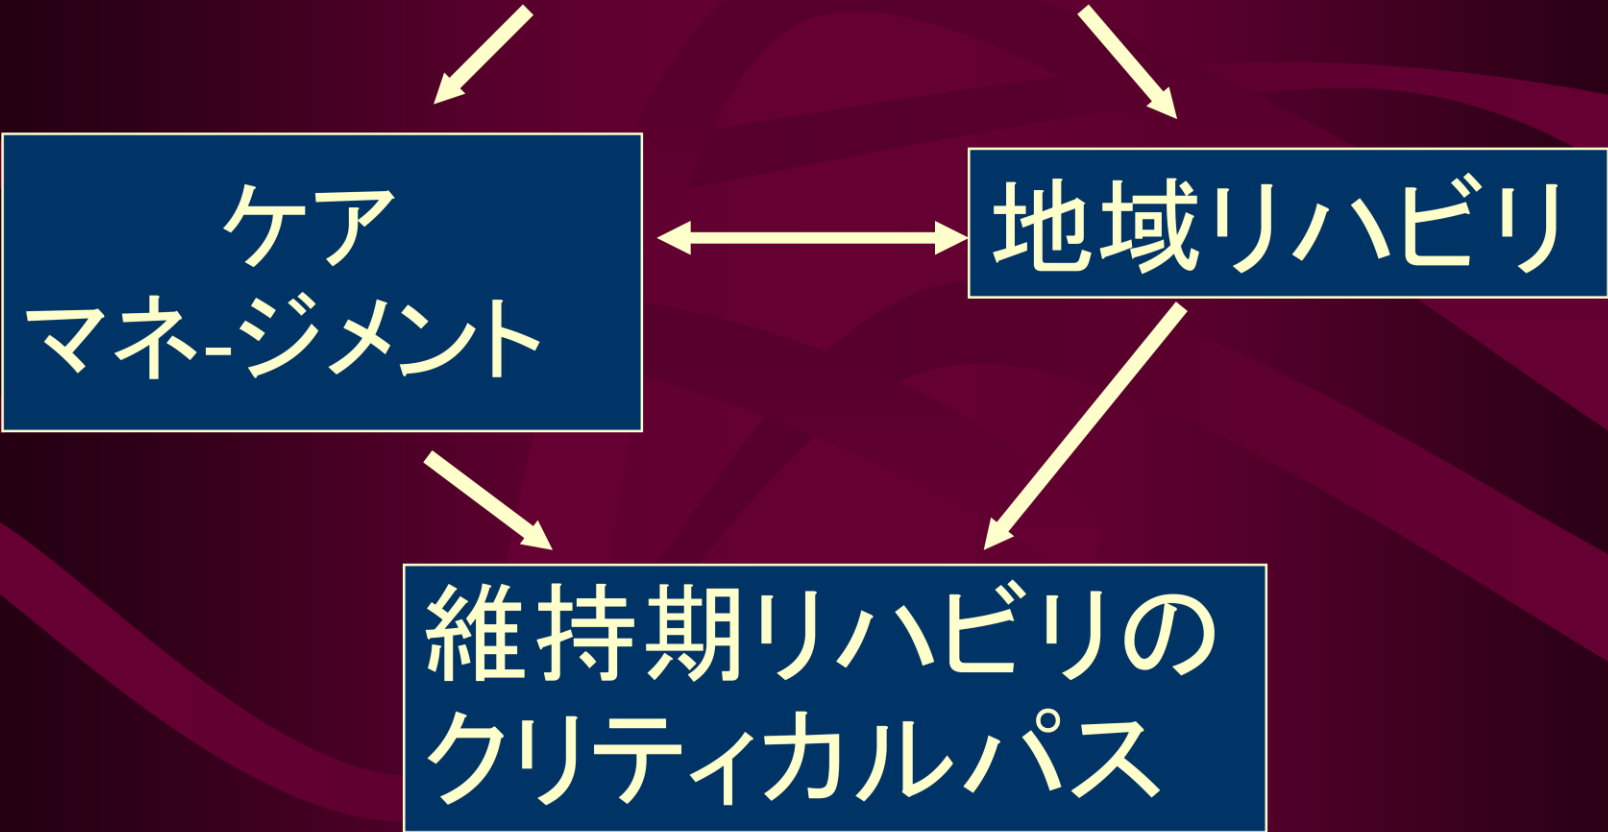 ケア
マネ-ジメント
地域リハビリ
維持期リハビリの
クリティカルパス